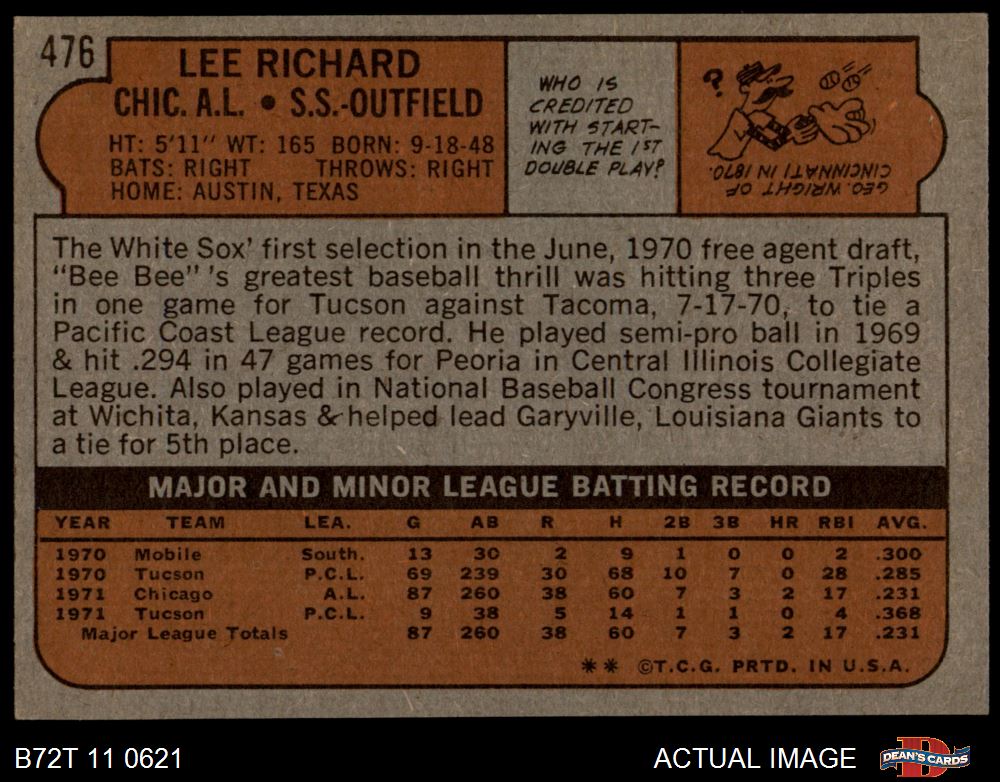 476
LEE RICHARD
CHIC. A.L. • S.S.-OUTFIELD
HT: 5'11" WT: 165 BORN: 9-18-48
BATS: RIGHT THROWS: RIGHT
HOME: AUSTIN, TEXAS
WHO IS
CREDITED
WITH START-
ING THE 1ST
DOUBLE PLAY?
?
GEO. WRIGHT OF
CINCINNATI IN 1870.
The White Sox' first selection in the June, 1970 free agent draft,
"Bee Bee" 's greatest baseball thrill was hitting three Triples
in one game for Tucson against Tacoma, 7-17-70, to tie a
Pacific Coast League record. He played semi-pro ball in 1969
& hit .294 in 47 games for Peoria in Central Illinois Collegiate
League. Also played in National Baseball Congress tournament
at Wichita, Kansas & helped lead Garyville, Louisiana Giants to
a tie for 5th place.
MAJOR AND MINOR LEAGUE BATTING RECORD
YEAR TEAM LEA. G AB R H 2B 3B HR RBI AVG.
1970 Mobile South. 13 30 2 9 1 0 0 2 .300
1970 Tucson P.C.L. 69 239 30 68 10 7 0 28 .285
1971 Chicago A.L. 87 260 38 60 7 3 2 17 .231
1971 Tucson P.C.L. 9 38 5 14 1 1 0 4 .368
Major League Totals 87 260 38 60 7 3 2 17 .231
** ©T.C.G. PRTD. IN U.S.A.
B72T 11 0621
ACTUAL IMAGE
DEAN'S CARDS